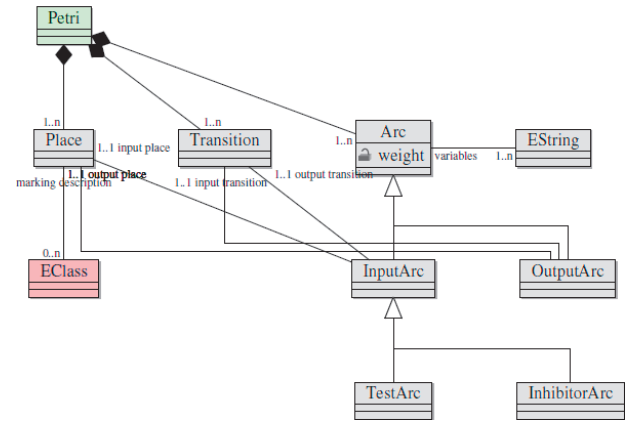 Petri
1..n
1..n
1..n
Place
1..1 input place
Transition
Arc
weight
variables
1..n
EString
marking description
1..1 output place
1..1 input transition
1..1 output transition
0..n
EClass
InputArc
OutputArc
TestArc
InhibitorArc